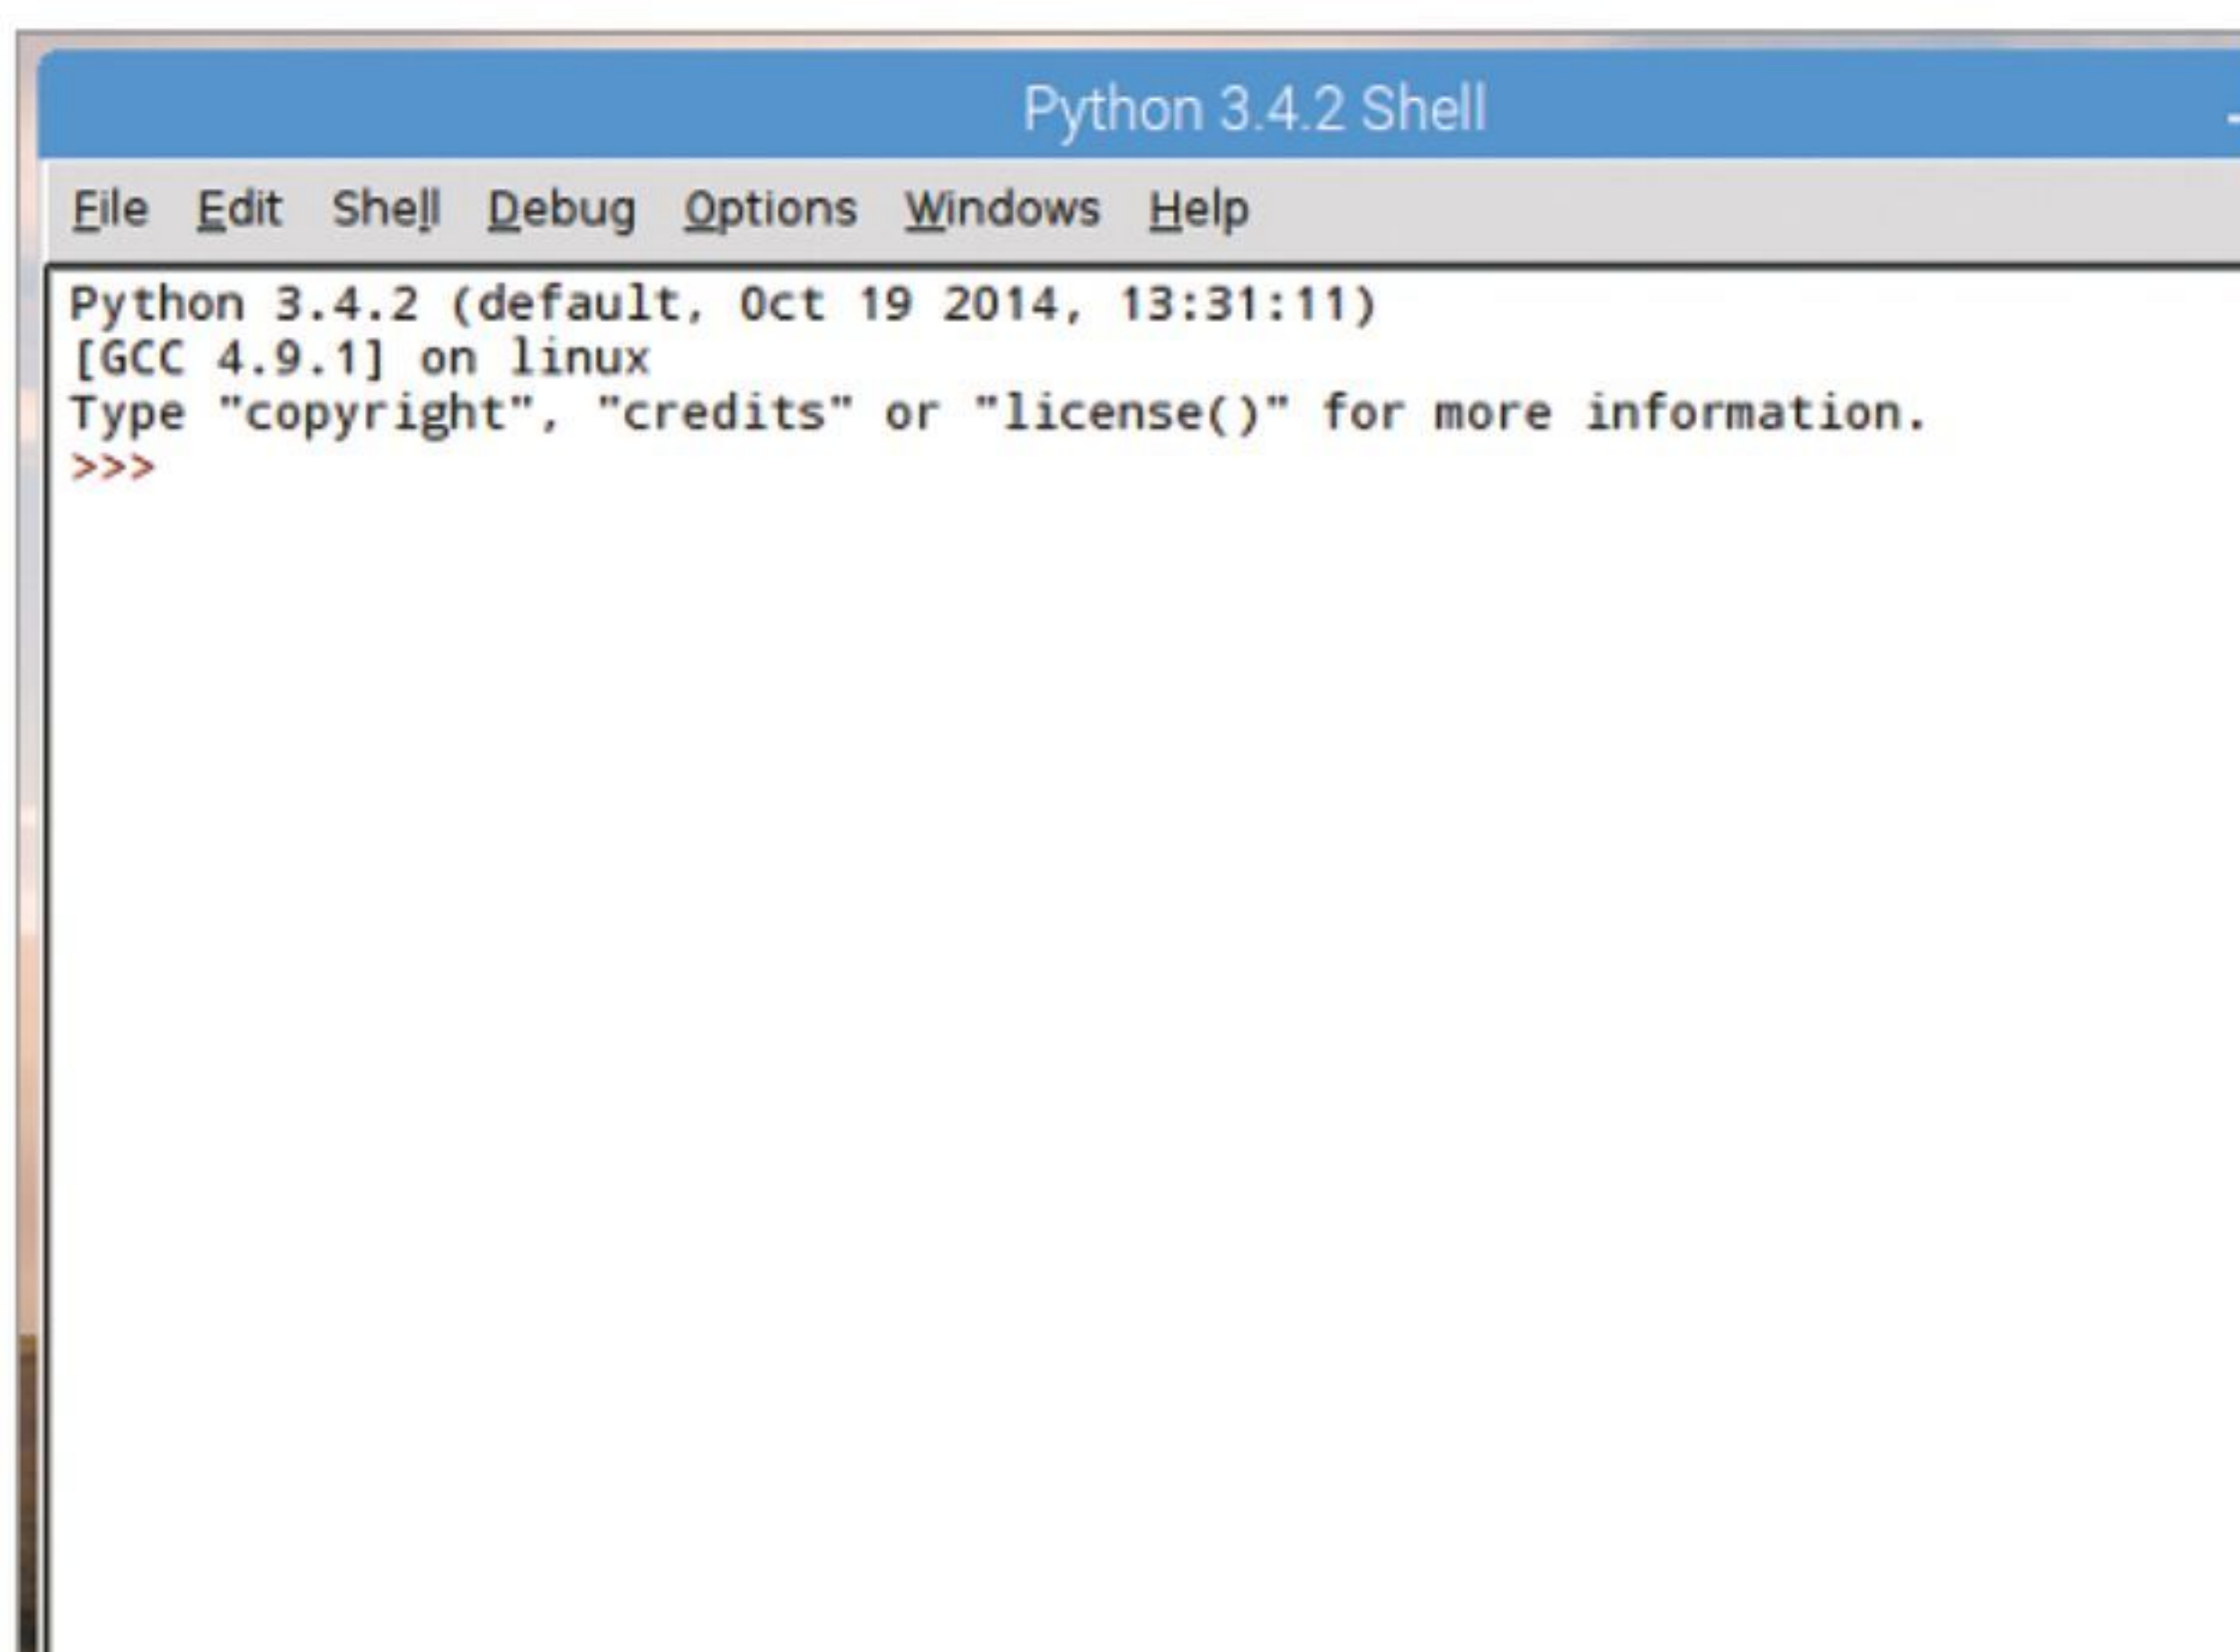 Python 3.4.2 Shell
File Edit Shell Debug Options Windows Help
Python 3.4.2 (default, Oct 19 2014, 13:31:11)
[GCC 4.9.1] on linux
Type "copyright", "credits" or "license()" for more information.
>>>